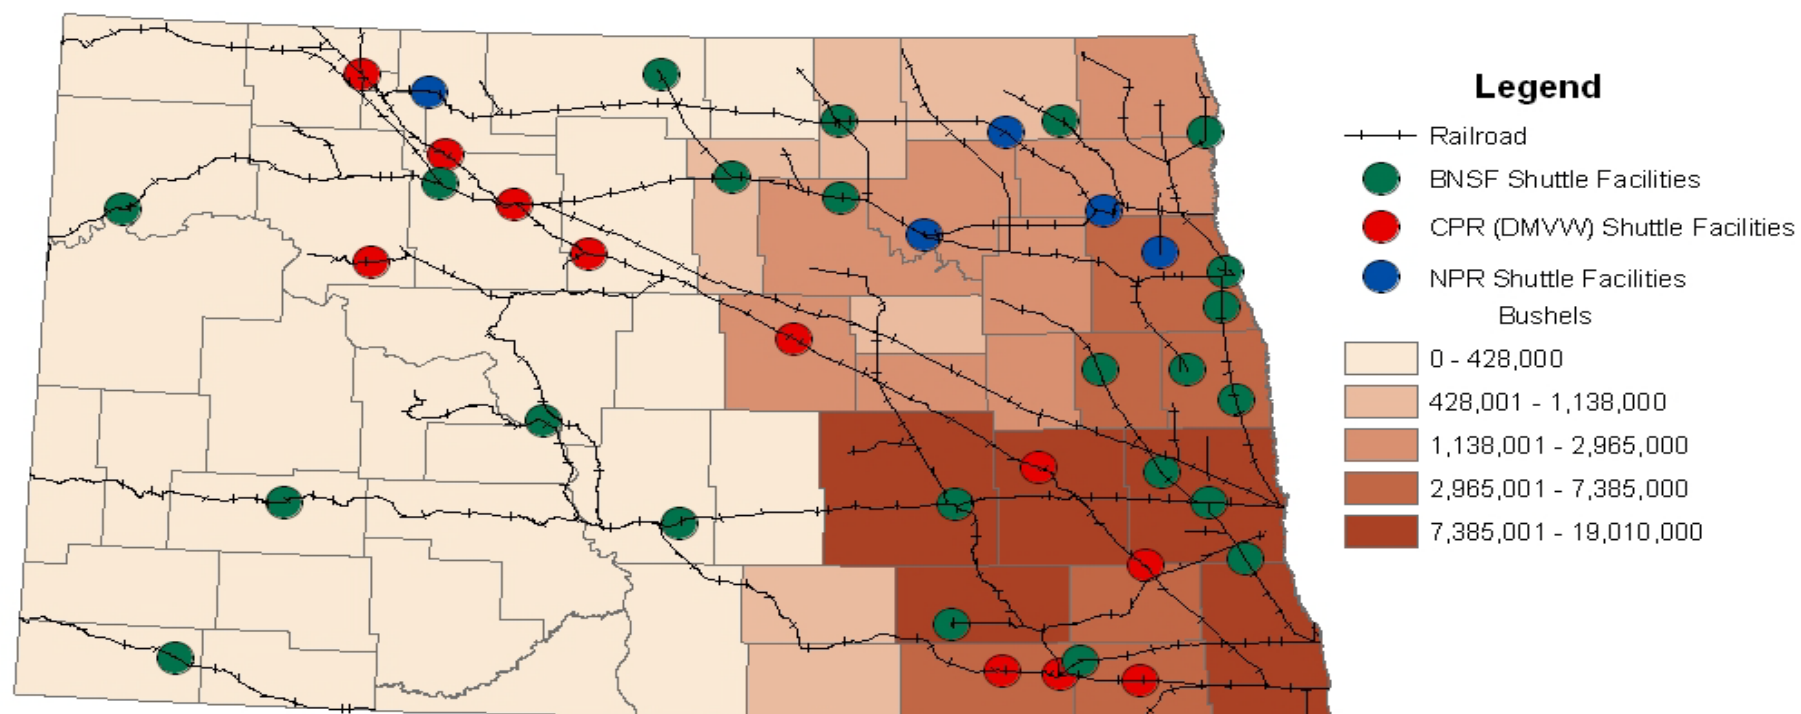 Legend
Railroad
BNSF Shuttle Facilities
CPR (DMVW) Shuttle Facilities
NPR Shuttle Facilities
Bushels
0 - 428,000
428,001 - 1,138,000
1,138,001 - 2,965,000
2,965,001 - 7,385,000
7,385,001 - 19,010,000